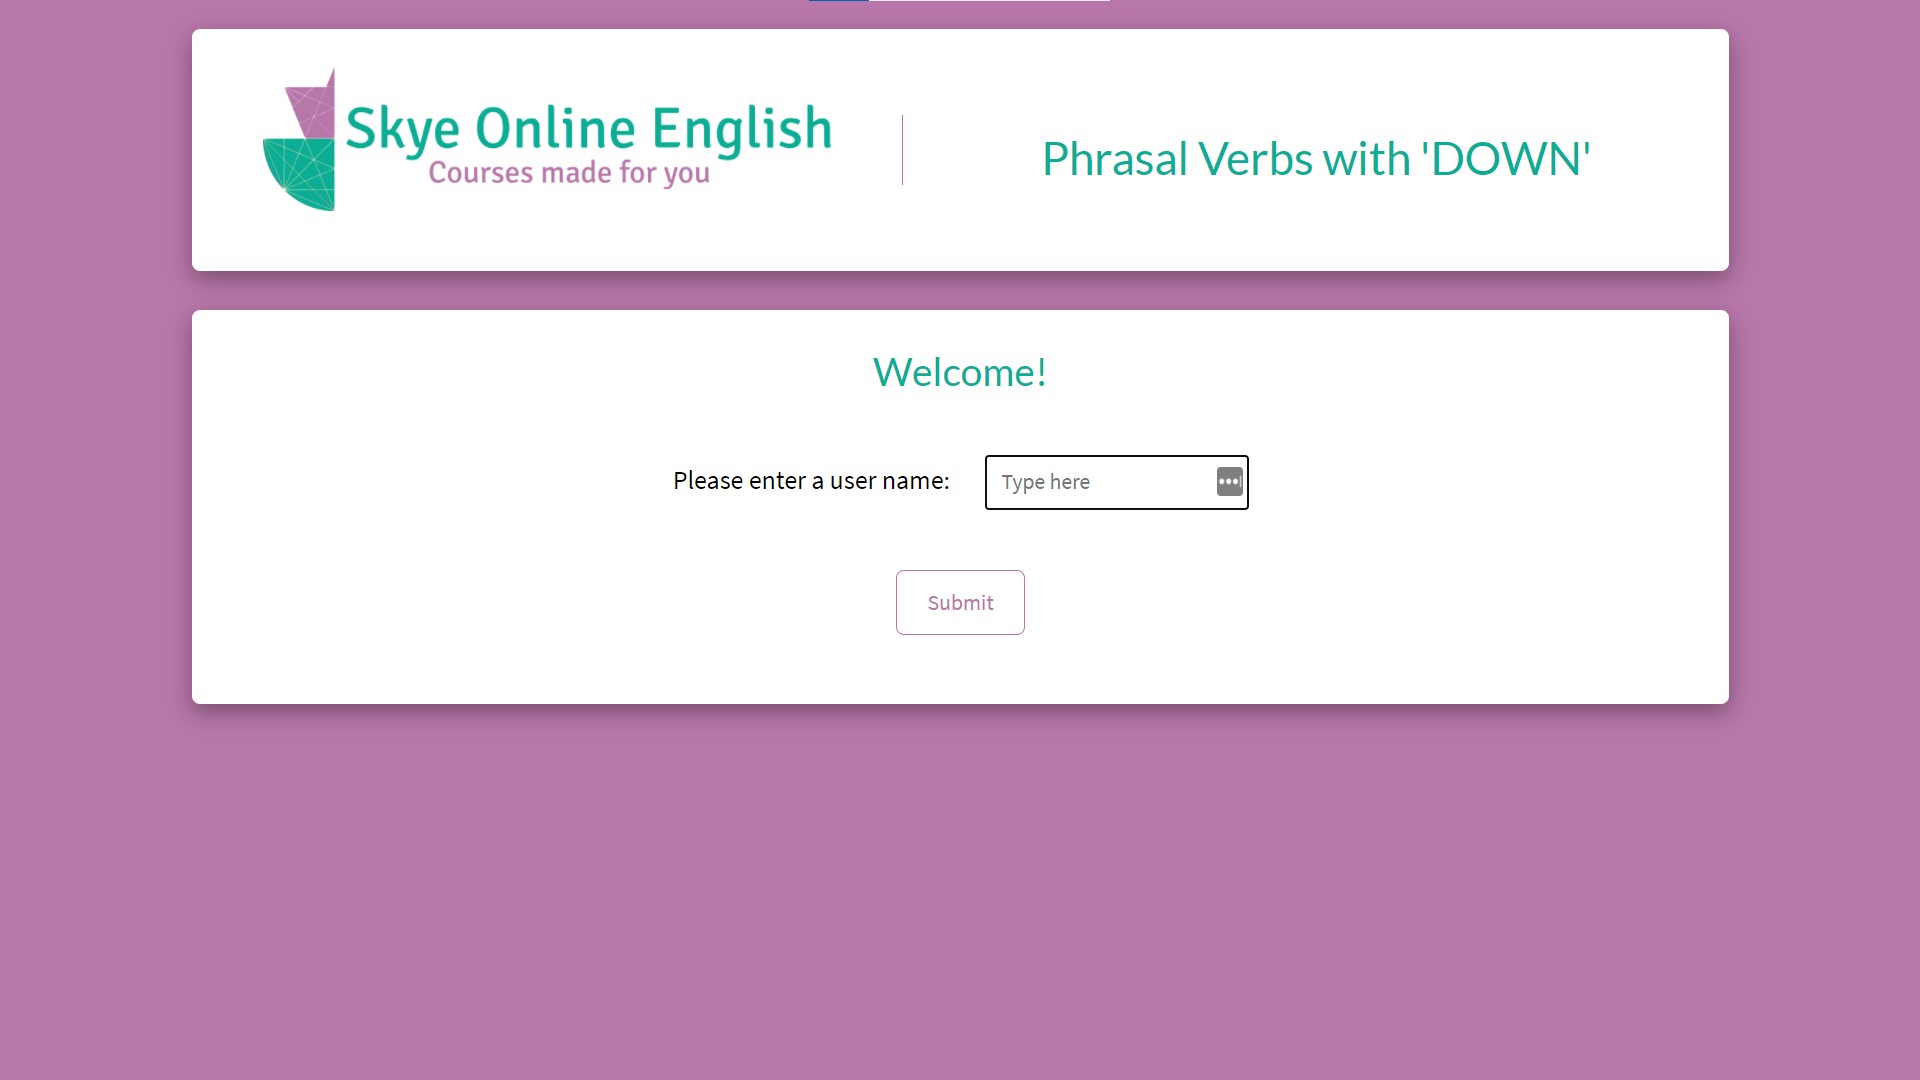 Skye Online English
Courses made for you
Phrasal Verbs with 'DOWN'
Welcome!
Please enter a user name:
Type here
Submit